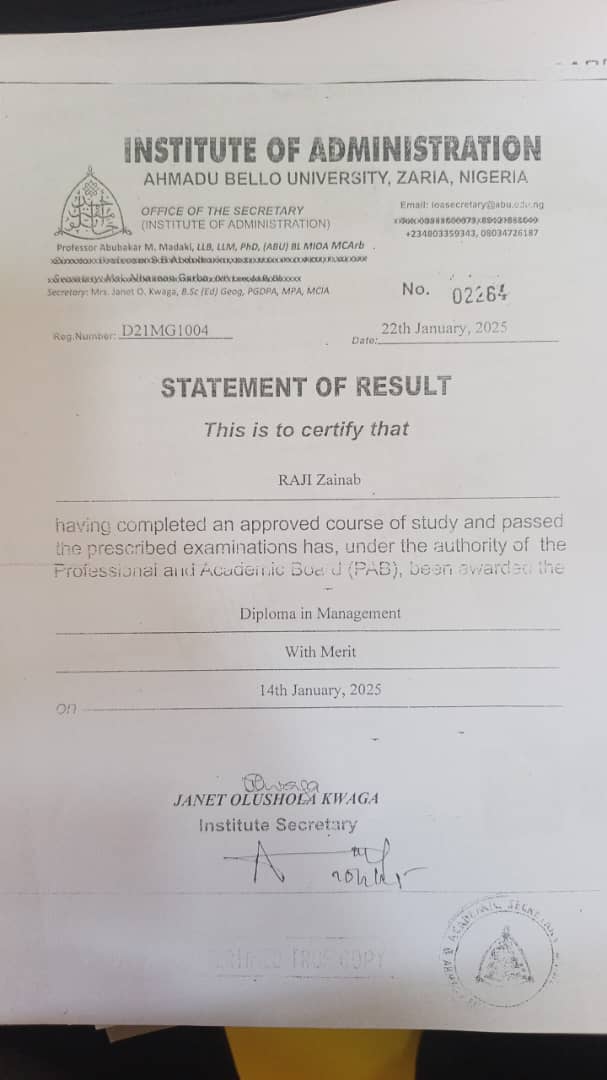 INSTITUTE OF ADMINISTRATION
AHMADU BELLO UNIVERSITY, ZARIA, NIGERIA
OFFICE OF THE SECRETARY
(INSTITUTE OF ADMINISTRATION)
Email: ioasecretary@abu.edu.ng
+234803359343, 08034726187
Professor Abubakar M. Madaki, LLB, LLM, PhD, (ABU) BL MIOA MCArb
Secretary: Mrs. Janet O. Kwaga, B.Sc (Ed) Geog, PGDPA, MPA, MCIA
No. 02264
Reg.Number: D21MG1004
Date: 22th January, 2025
STATEMENT OF RESULT
This is to certify that
RAJI Zainab
having completed an approved course of study and passed
the prescribed examinations has, under the authority of the
Professional and Academic Board (PAB), been awarded the
Diploma in Management
With Merit
on 14th January, 2025
JANET OLUSHOLA KWAGA
Institute Secretary
CERTIFIED TRUE COPY